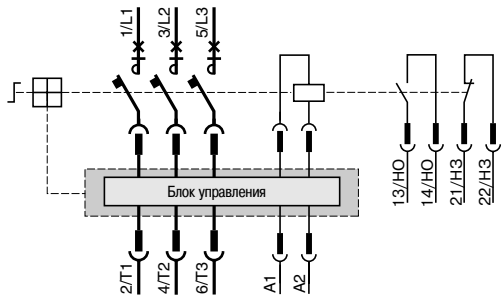 1/L1
3/L2
5/L3
13/НО
14/НО
21/НЗ
22/НЗ
Блок управления
2/T1
4/T2
6/T3
A1
A2